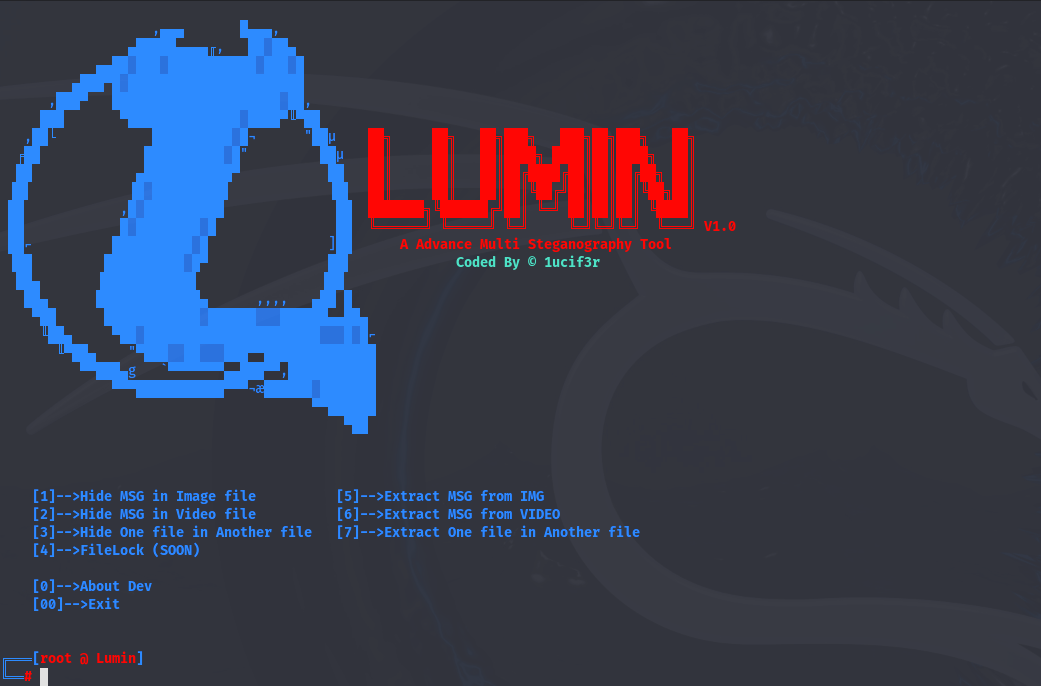 LUMIN V1.0
A Advance Multi Steganography Tool
Coded By © 1ucif3r
[1]-->Hide MSG in Image file [5]-->Extract MSG from IMG
[2]-->Hide MSG in Video file [6]-->Extract MSG from VIDEO
[3]-->Hide One file in Another file [7]-->Extract One file in Another file
[4]-->FileLock (SOON)
[0]-->About Dev
[00]-->Exit
╔═══[root @ Lumin]
╚══#